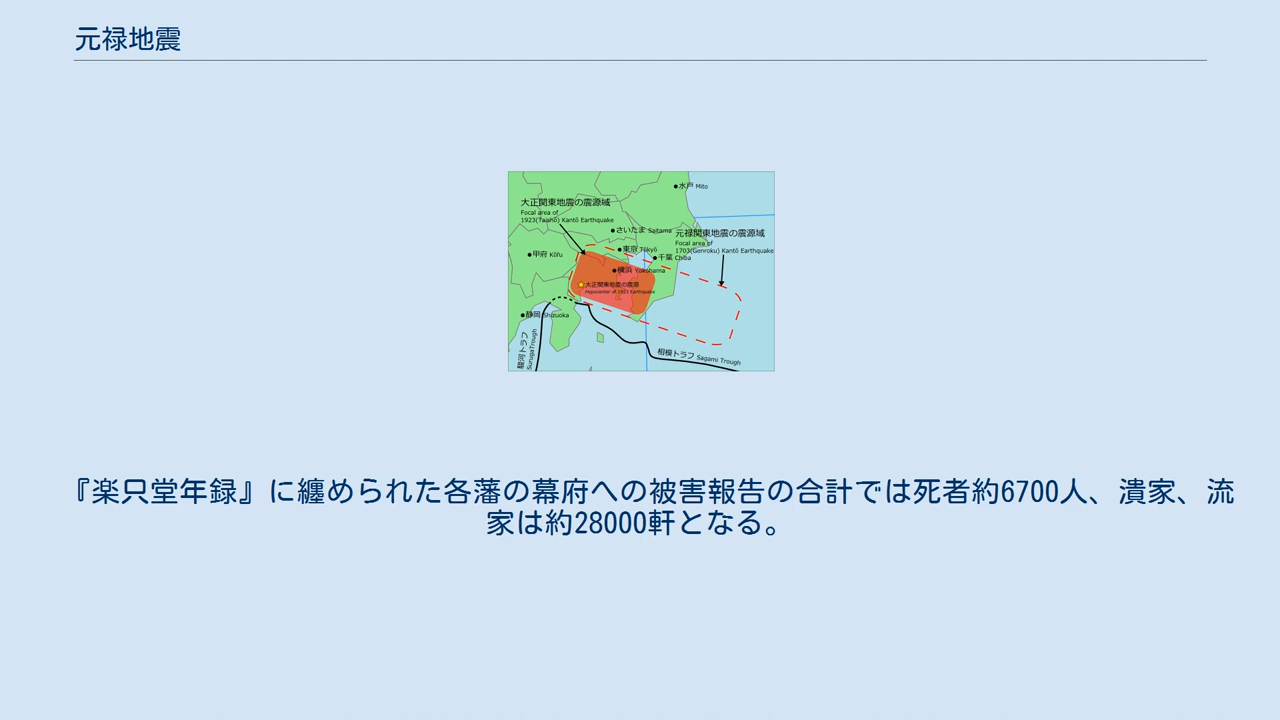 元禄地震
水戸 Mito
大正関東地震の震源域
Focal area of
1923(Taishō) Kantō Earthquake
さいたま Saitama
元禄関東地震の震源域
Focal area of
1703(Genroku) Kantō Earthquake
東京 Tōkyō
甲府 Kōfu
千葉 Chiba
横浜 Yokohama
大正関東地震の震源
Hypocenter of 1923 Earthquake
静岡 Shizuoka
駿河トラフ
SurugaTrough
相模トラフ Sagami Trough
『楽只堂年録』に纏められた各藩の幕府への被害報告の合計では死者約6700人、潰家、流
家は約28000軒となる。